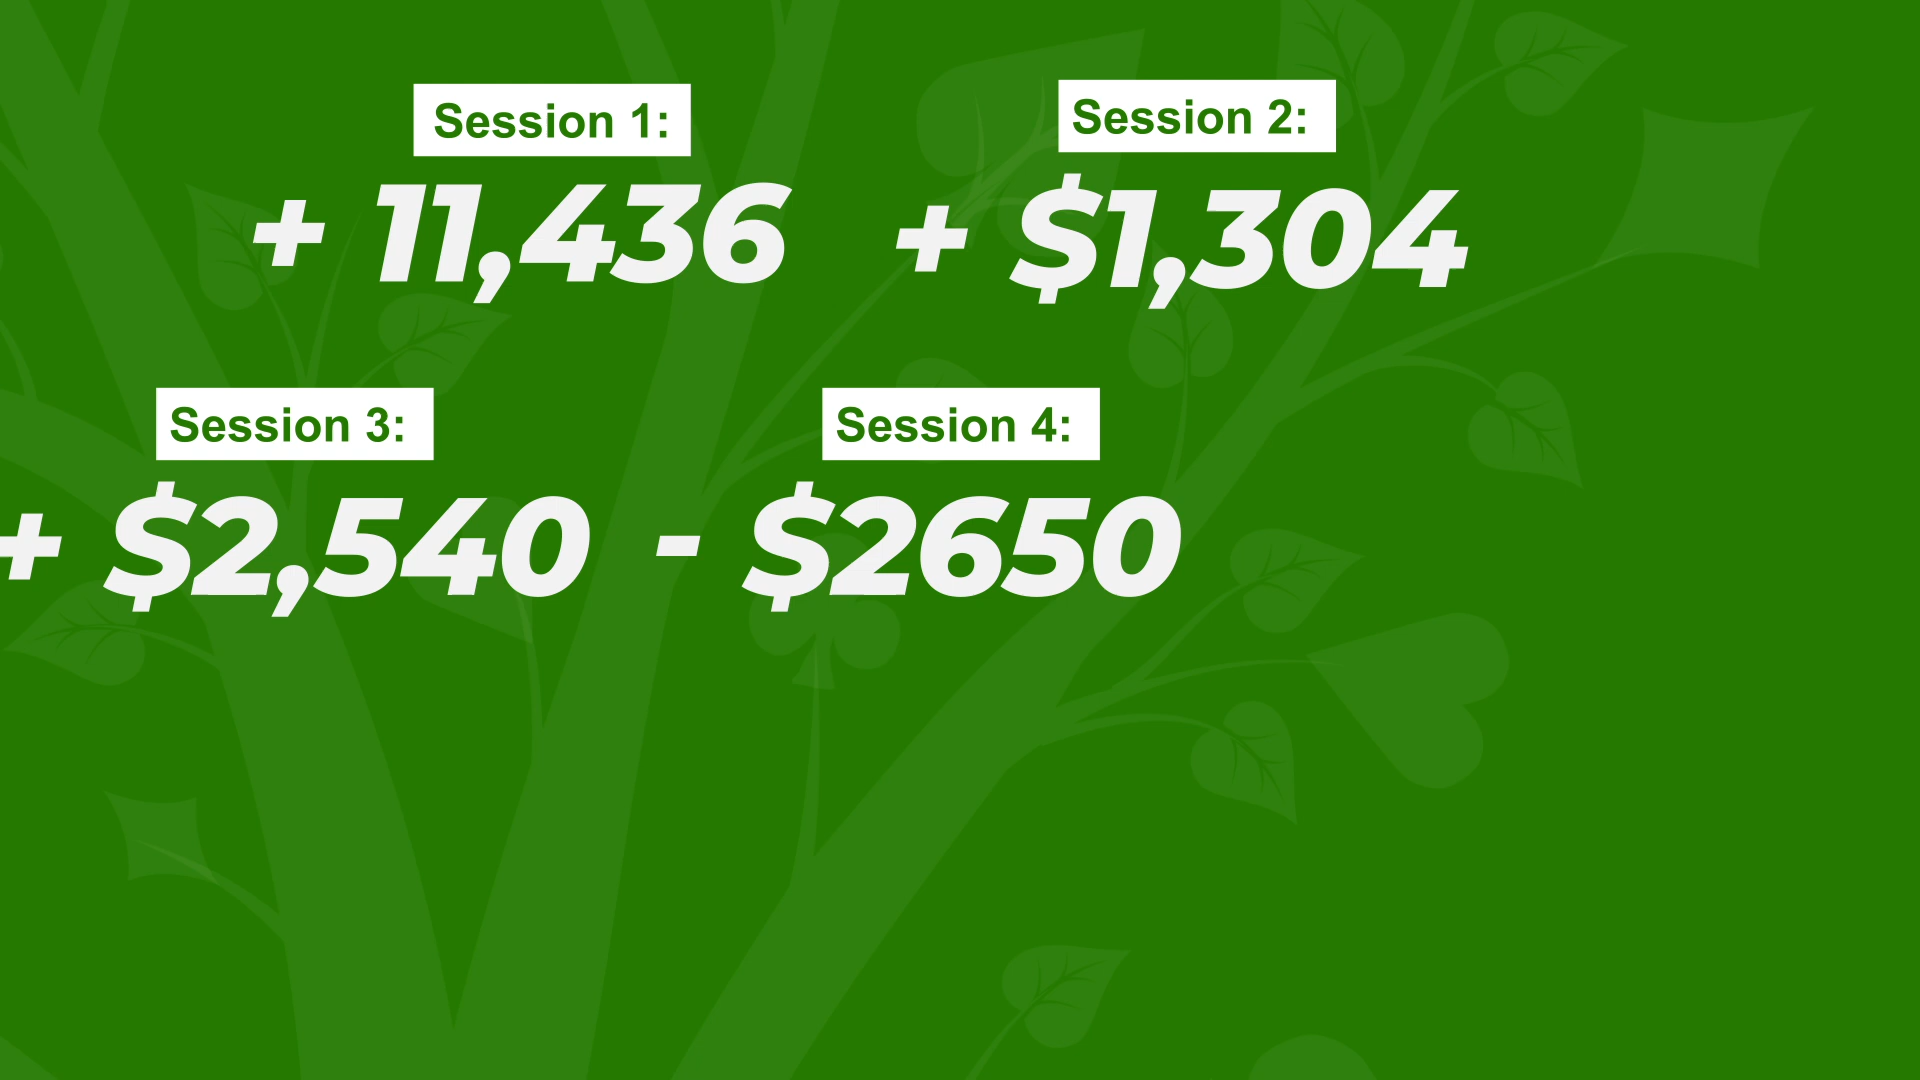 Session 1:
+ 11,436
Session 2:
+ $1,304
Session 3:
+ $2,540
Session 4:
- $2650